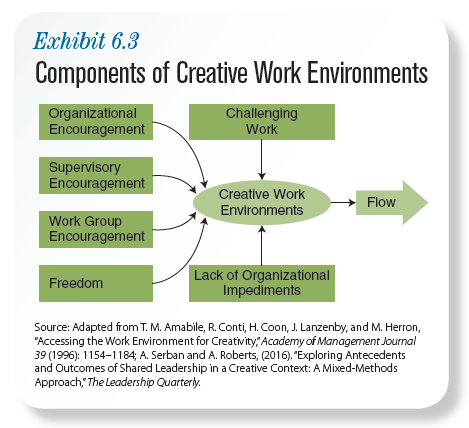 Exhibit 6.3
Components of Creative Work Environments
Organizational
Encouragement
Challenging
Work
Supervisory
Encouragement
Creative Work
Environments
Flow
Work Group
Encouragement
Freedom
Lack of Organizational
Impediments
Source: Adapted from T. M. Amabile, R. Conti, H. Coon, J. Lanzenby, and M. Herron,
“Accessing the Work Environment for Creativity,” Academy of Management Journal
39 (1996): 1154–1184; A. Serban and A. Roberts, (2016). “Exploring Antecedents
and Outcomes of Shared Leadership in a Creative Context: A Mixed-Methods
Approach,” The Leadership Quarterly.